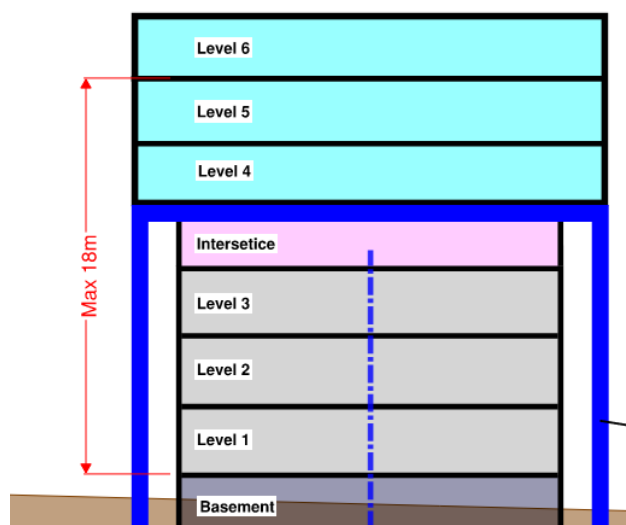 Level 6
Level 5
Level 4
Max 18m
Intersetice
Level 3
Level 2
Level 1
Basement